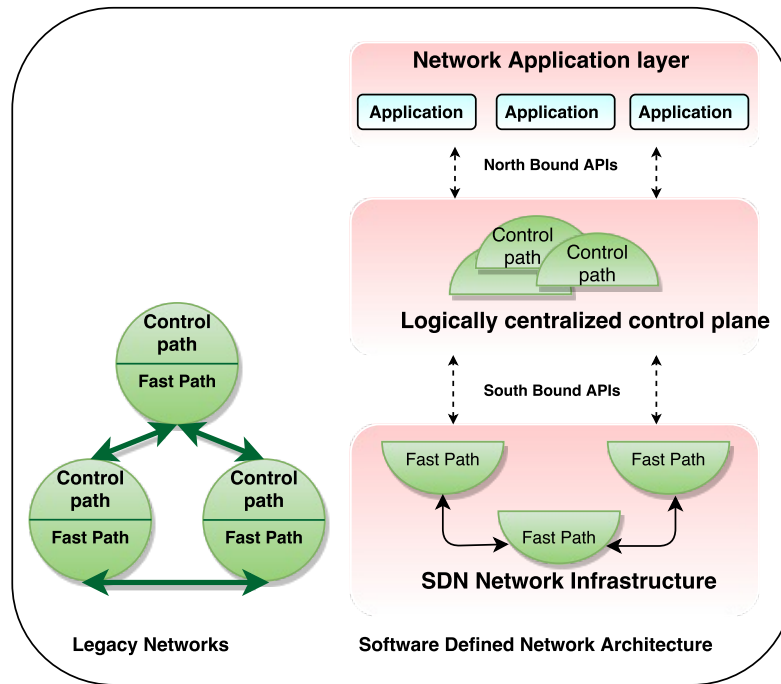 Network Application layer
Application
Application
Application
North Bound APIs
Control
path
Control
path
Logically centralized control plane
South Bound APIs
Fast Path
Fast Path
Fast Path
SDN Network Infrastructure
Control
path
Fast Path
Control
path
Fast Path
Control
path
Fast Path
Legacy Networks
Software Defined Network Architecture